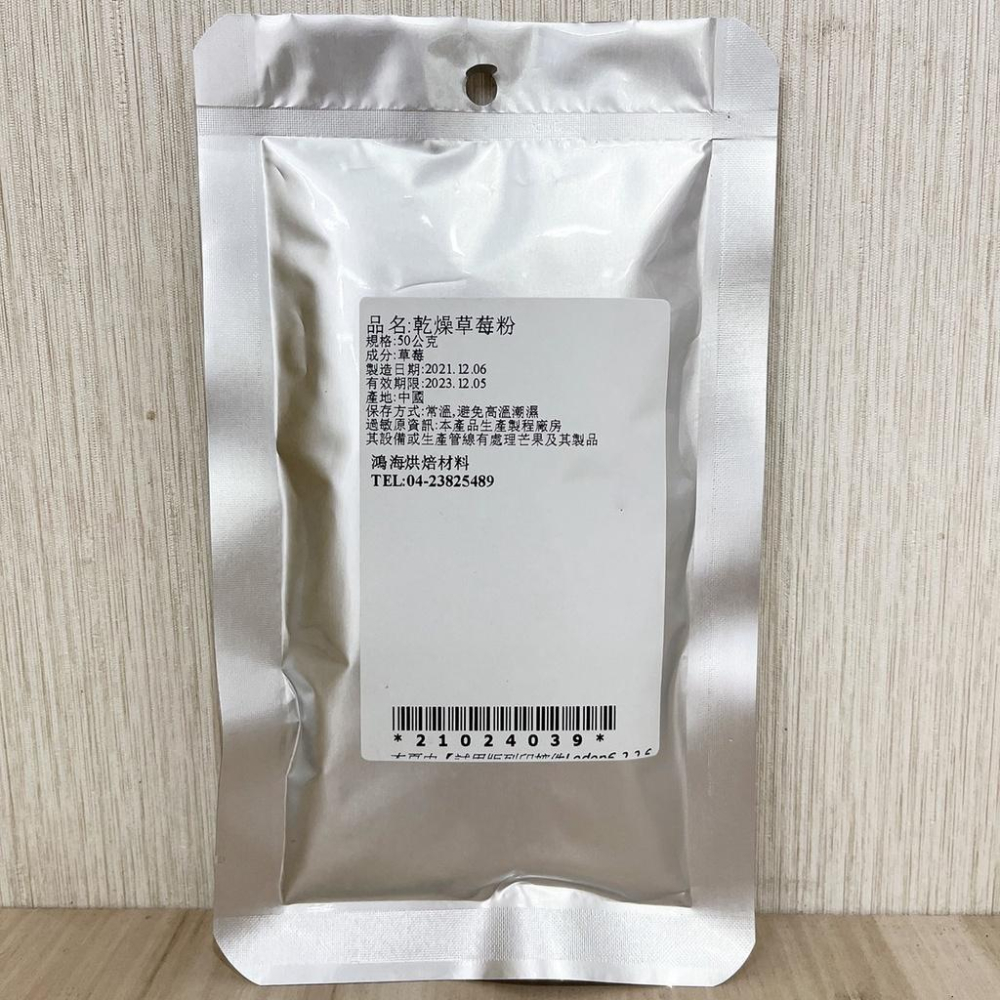 品名:乾燥草莓粉
規格:50公克
成分:草莓
製造日期:2021.12.06
有效期限:2023.12.05
產地:中國
保存方式:常溫,避免高溫潮濕
過敏原資訊:本產品生產製程廠房
其設備或生產管線有處理芒果及其製品
鴻海烘焙材料
TEL:04-23825489
*21024039*